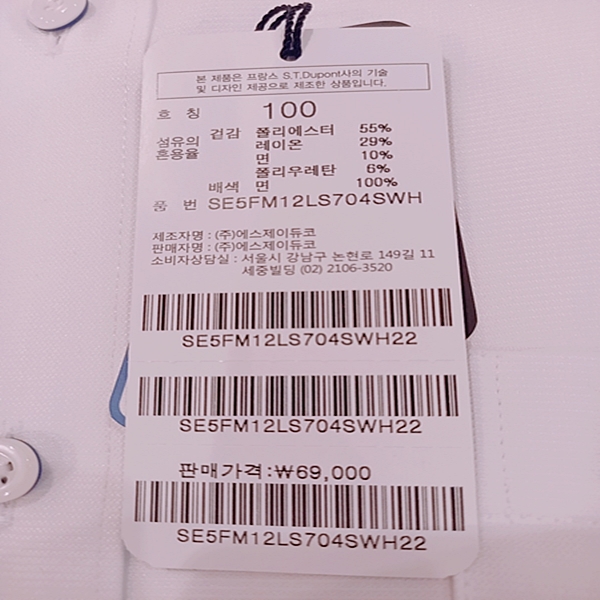 본 제품은 프랑스 S.T.Dupont사의 기술
및 디자인 제공으로 제조한 상품입니다.
호 칭 100
섬유의 혼용율 겉감 폴리에스터 55%
레이온 29%
면 10%
폴리우레탄 6%
배색 면 100%
품 번 SE5FM12LS704SWH
제조자명 : (주)에스제이듀코
판매자명 : (주)에스제이듀코
소비자상담실 : 서울시 강남구 논현로 149길 11
세중빌딩 (02) 2106-3520
SE5FM12LS704SWH22
SE5FM12LS704SWH22
판매가격:₩69,000
SE5FM12LS704SWH22